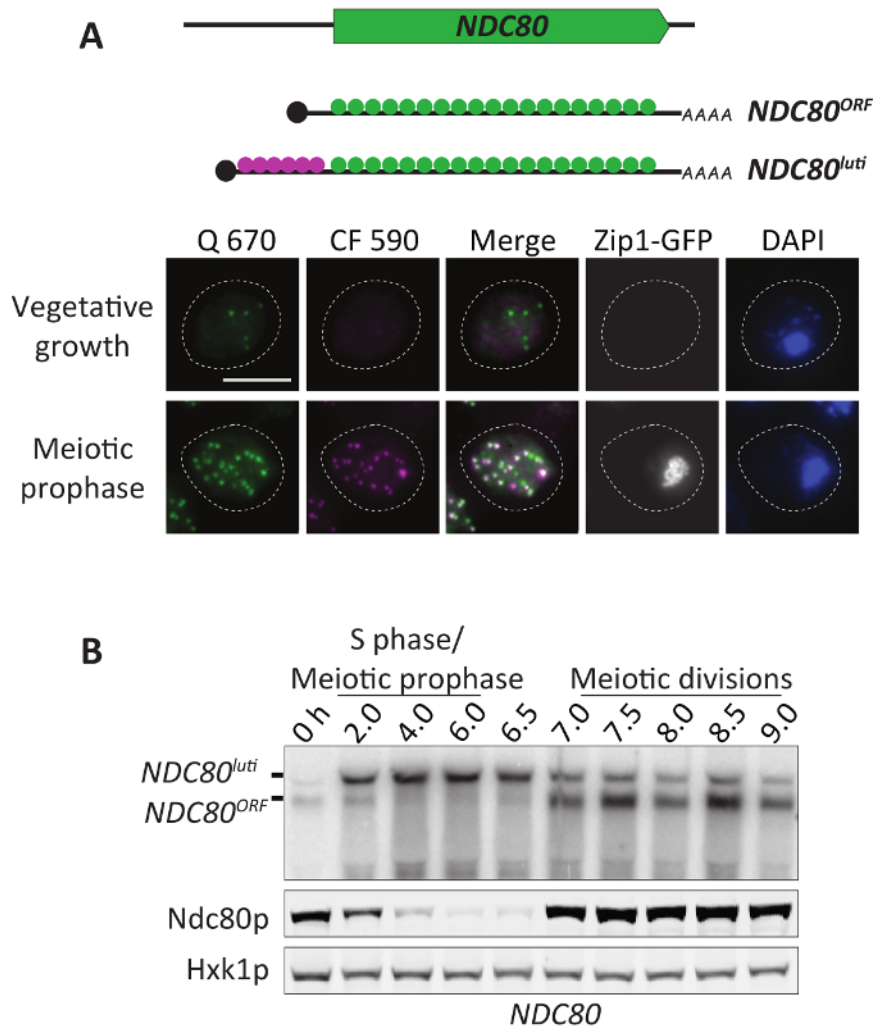 A
NDC80
AAAA NDC80ORF
AAAA NDC80luti
Q 670 CF 590 Merge Zip1-GFP DAPI
Vegetative
growth
Meiotic
prophase
B
S phase/
Meiotic prophase Meiotic divisions
0 h 2.0 4.0 6.0 6.5 7.0 7.5 8.0 8.5 9.0
NDC80luti
NDC80ORF
Ndc80p
Hxk1p
NDC80